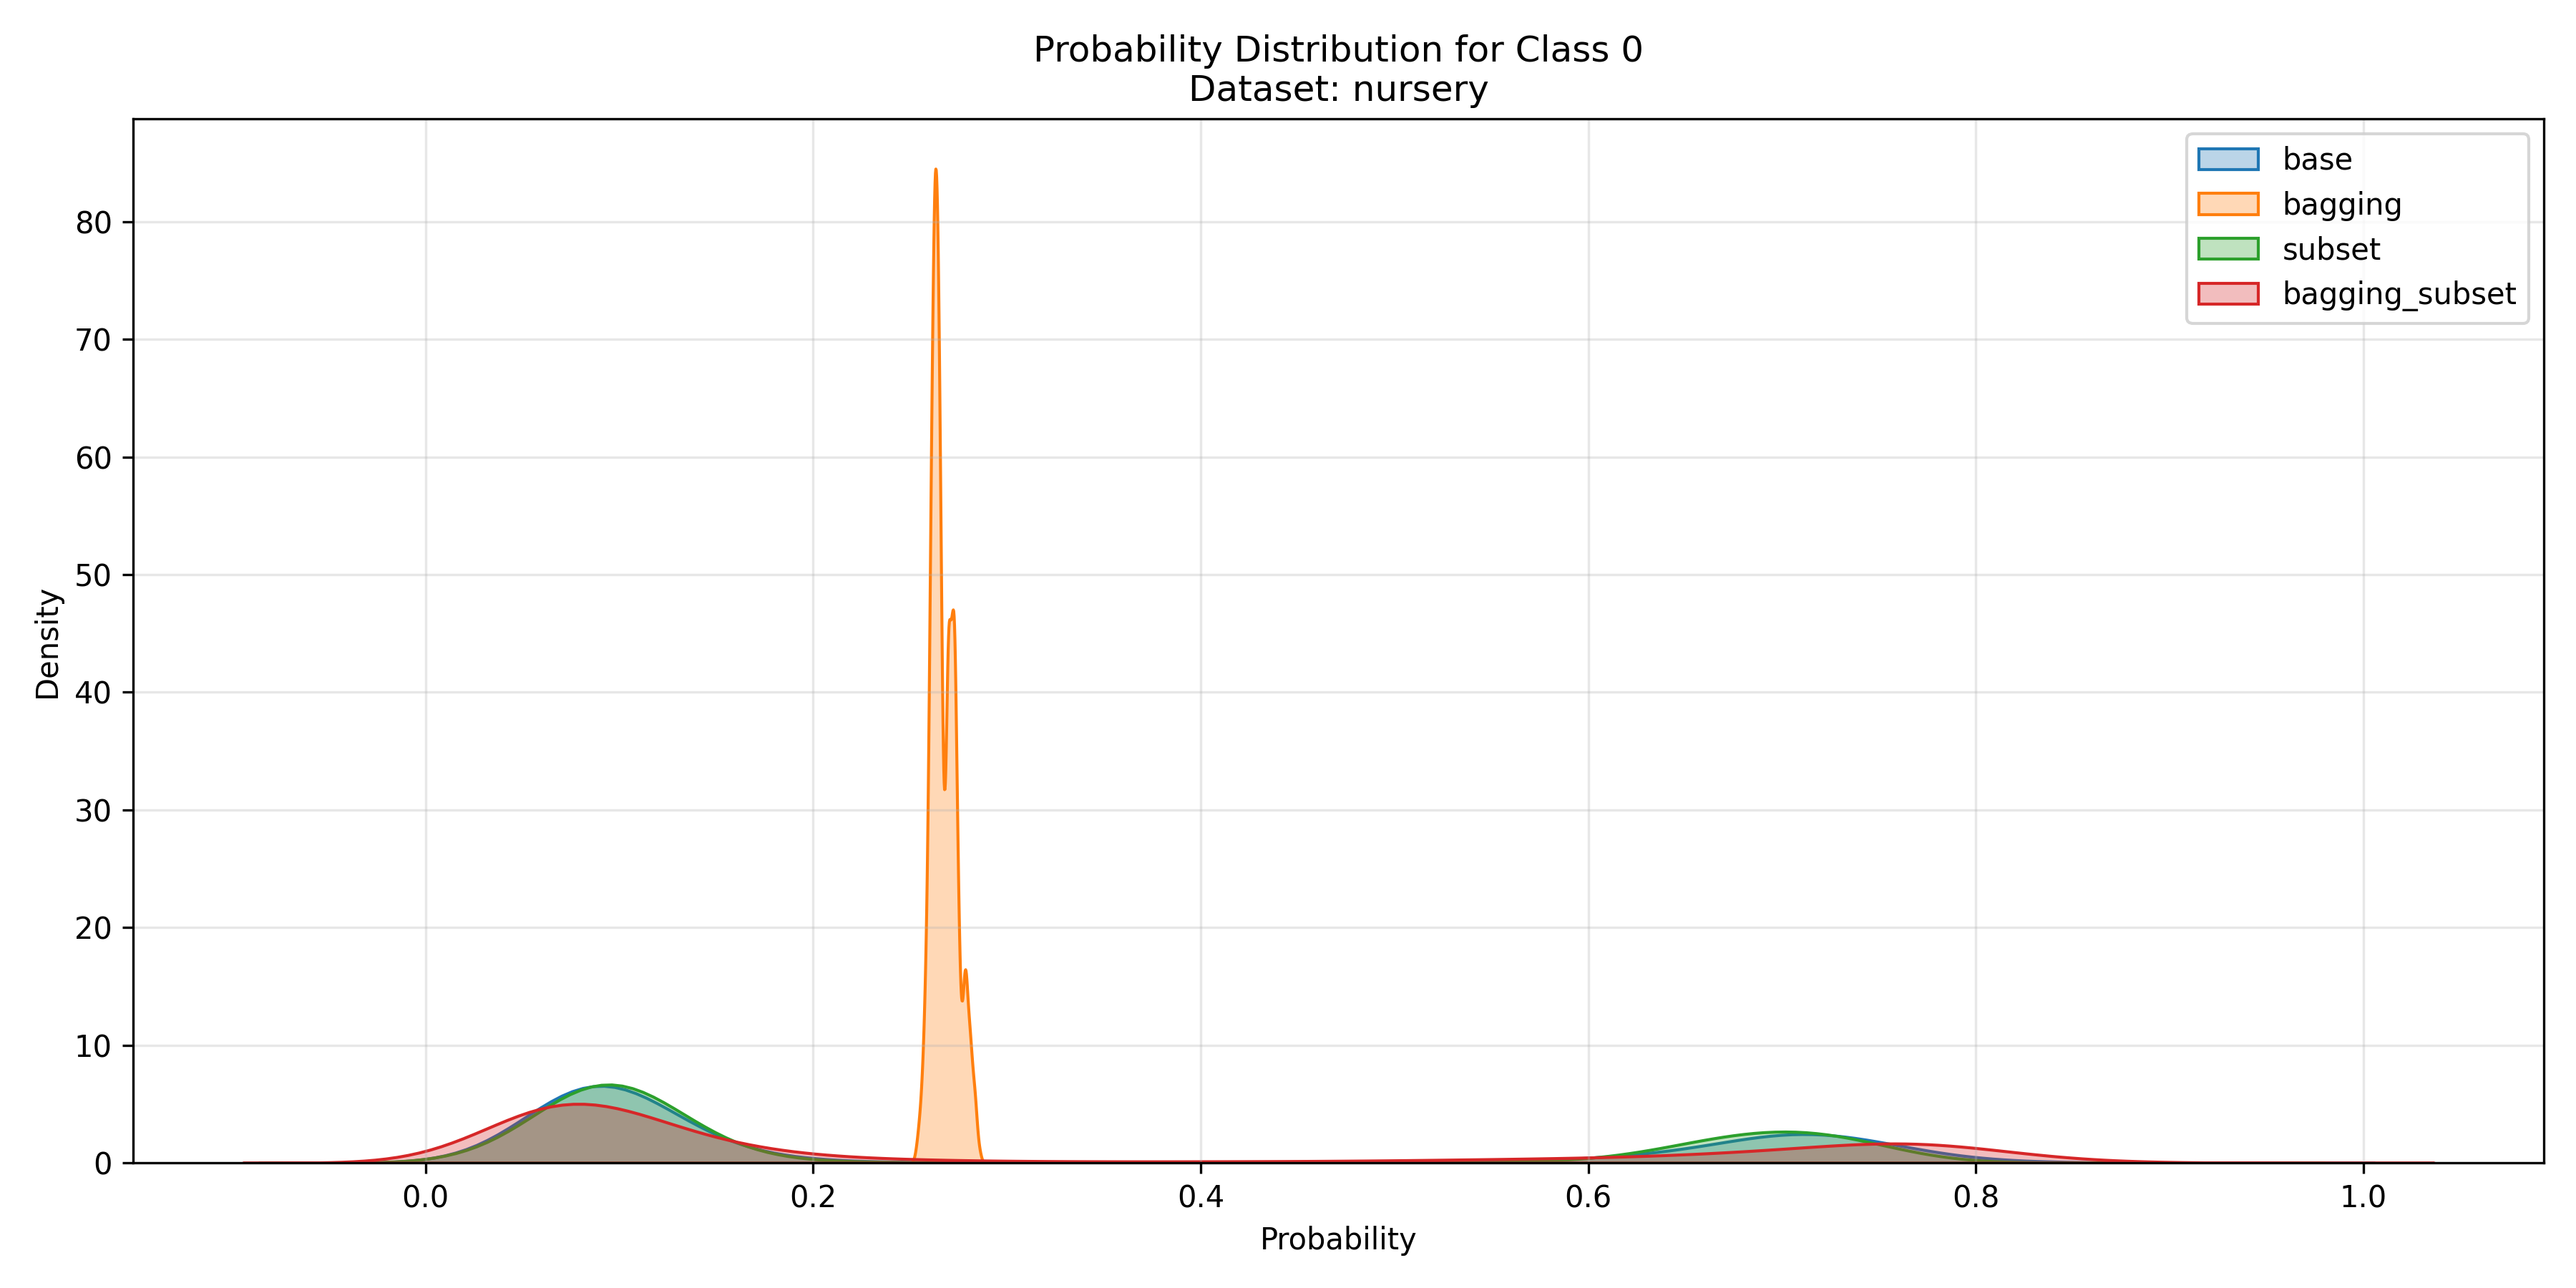 Probability Distribution for Class 0
Dataset: nursery
base
bagging
subset
bagging_subset
Density
80
70
60
50
40
30
20
10
0
0.0 0.2 0.4 0.6 0.8 1.0
Probability